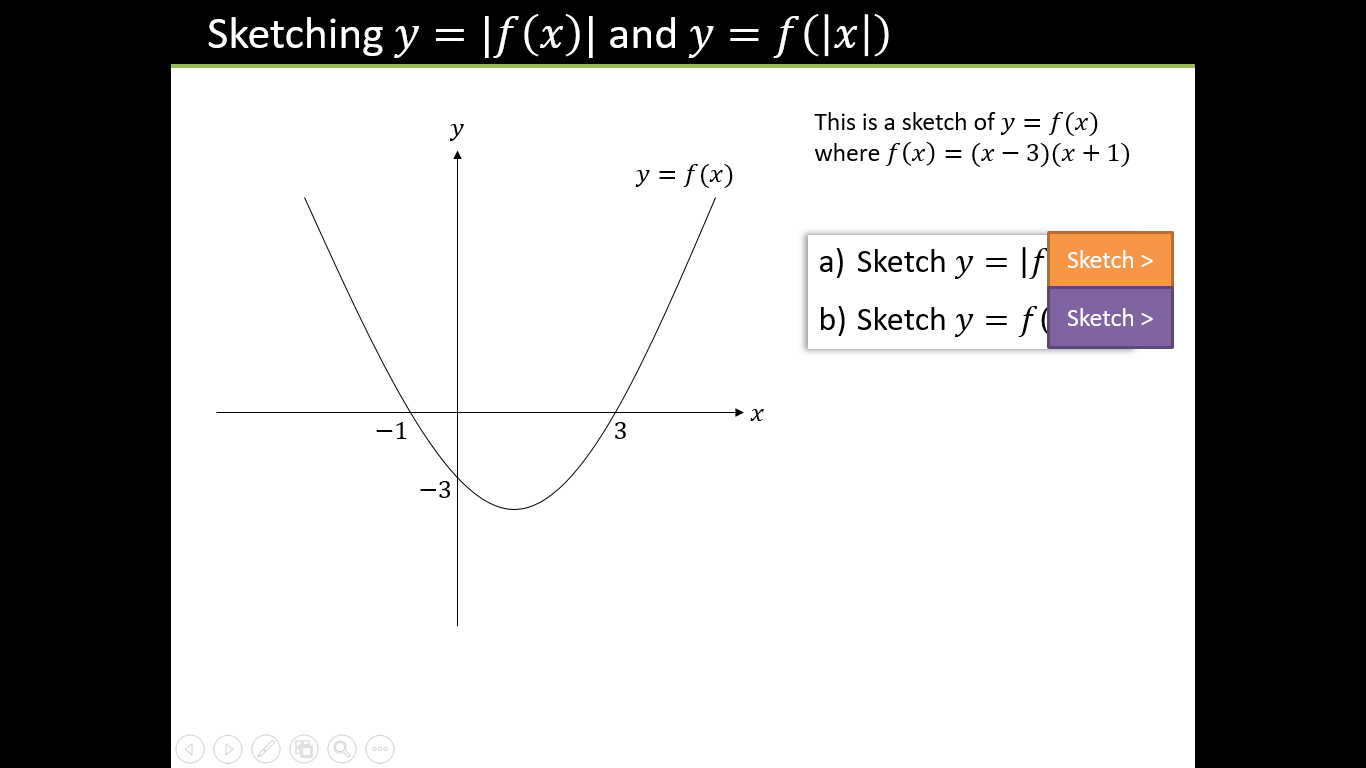 Sketching y = |f(x)| and y = f(|x|)
y
y = f(x)
This is a sketch of y = f(x)
where f(x) = (x − 3)(x + 1)
a) Sketch y = |f
Sketch >
b) Sketch y = f(
Sketch >
x
−1
3
−3